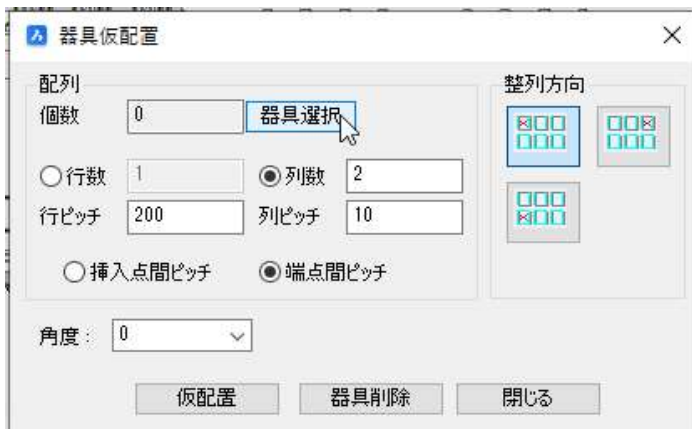 器具仮配置
配列
個数 0 器具選択
行数 1 列数 2
行ピッチ 200 列ピッチ 10
挿入点間ピッチ 端点間ピッチ
整列方向
角度： 0
仮配置 器具削除 閉じる